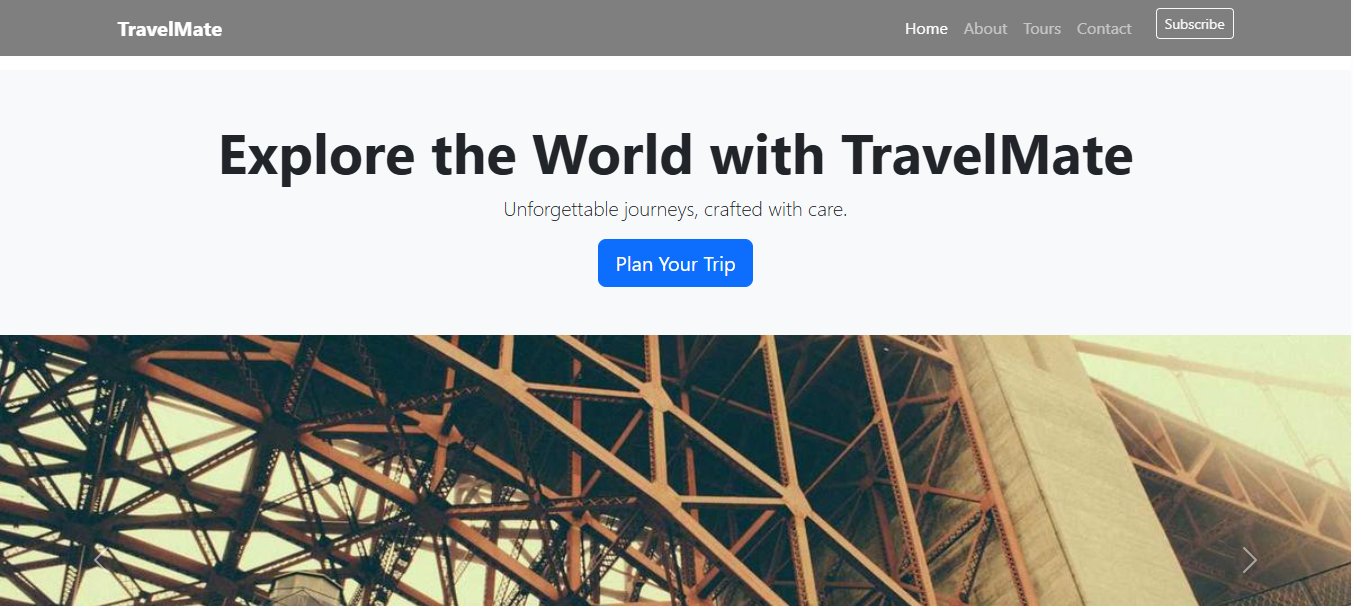 TravelMate Home About Tours Contact Subscribe
Explore the World with TravelMate
Unforgettable journeys, crafted with care.
Plan Your Trip